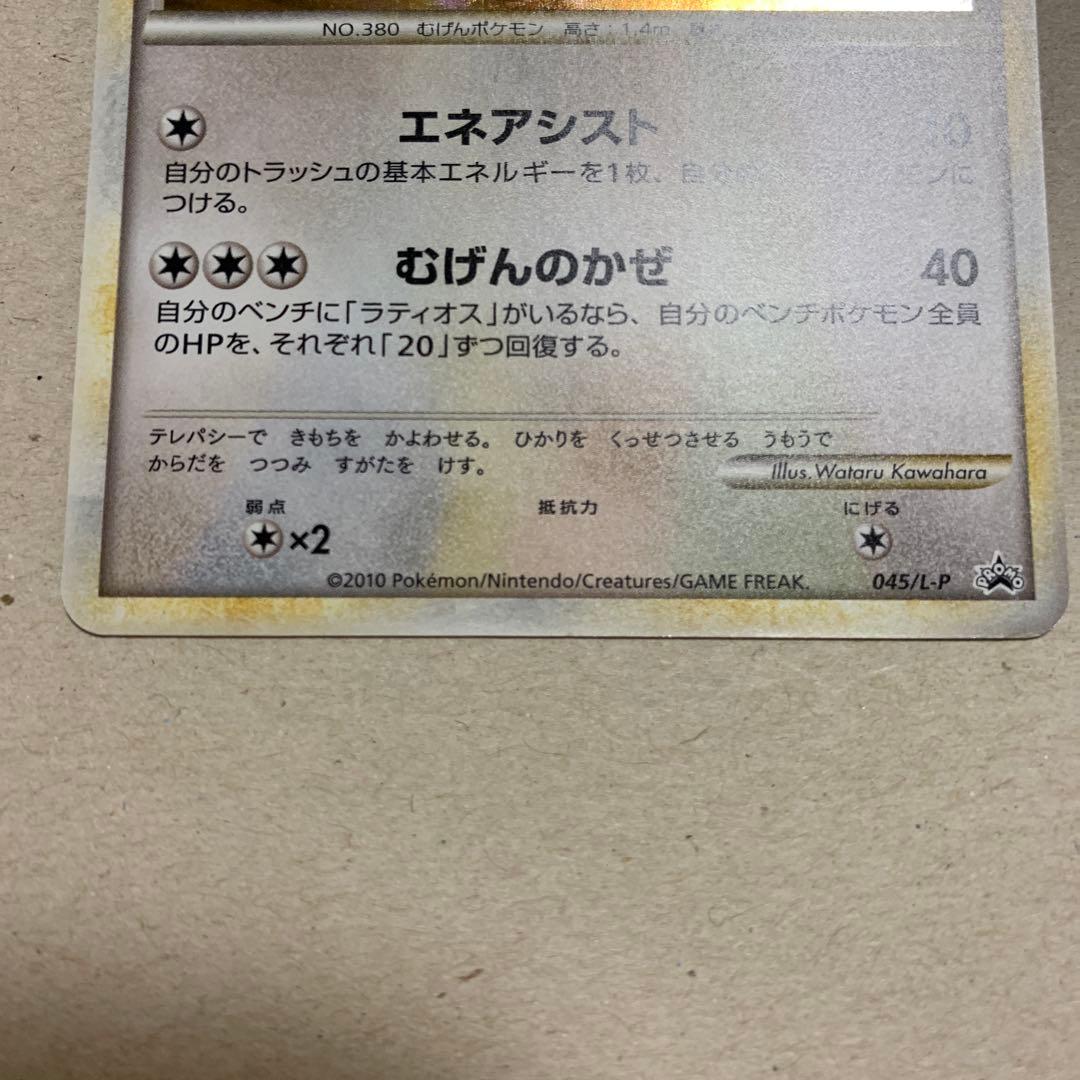 NO.380 むげんポケモン 高さ：1.4m
エネアシスト
自分のトラッシュの基本エネルギーを1枚、自分の
つける。
むげんのかぜ 40
自分のベンチに「ラティオス」がいるなら、自分のベンチポケモン全員
のHPを、それぞれ「20」ずつ回復する。
テレパシーで きもちを かよわせる。 ひかりを くっせつさせる うもうで
からだを つつみ すがたを けす。
Illus. Wataru Kawahara
弱点 抵抗力 にげる
×2
©2010 Pokémon/Nintendo/Creatures/GAME FREAK. 045/L-P PROMO